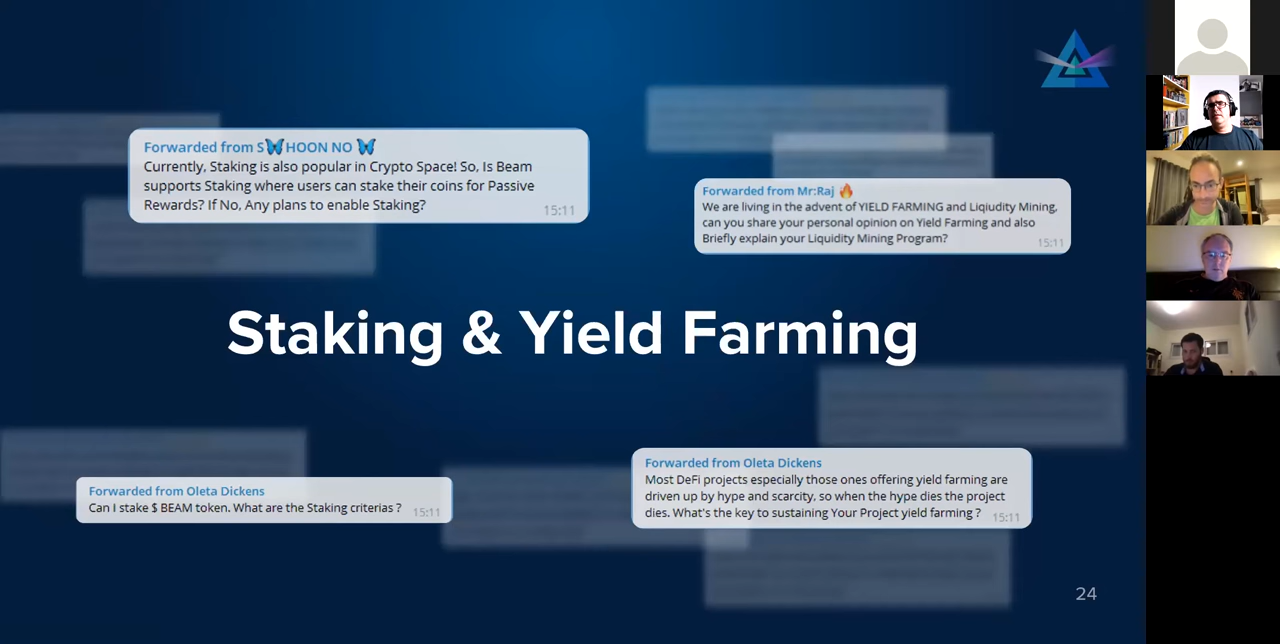 Forwarded from S🦋HOON NO 🦋
Currently, Staking is also popular in Crypto Space! So, Is Beam
supports Staking where users can stake their coins for Passive
Rewards? If No, Any plans to enable Staking?
15:11
Forwarded from Mr:Raj 🔥
We are living in the advent of YIELD FARMING and Liqiudity Mining,
can you share your personal opinion on Yield Farming and also
Briefly explain your Liquidity Mining Program?
15:11
Staking & Yield Farming
Forwarded from Oleta Dickens
Can I stake $ BEAM token. What are the Staking criterias ?
15:11
Forwarded from Oleta Dickens
Most DeFi projects especially those ones offering yield farming are
driven up by hype and scarcity, so when the hype dies the project
dies. What's the key to sustaining Your Project yield farming ?
15:11
24